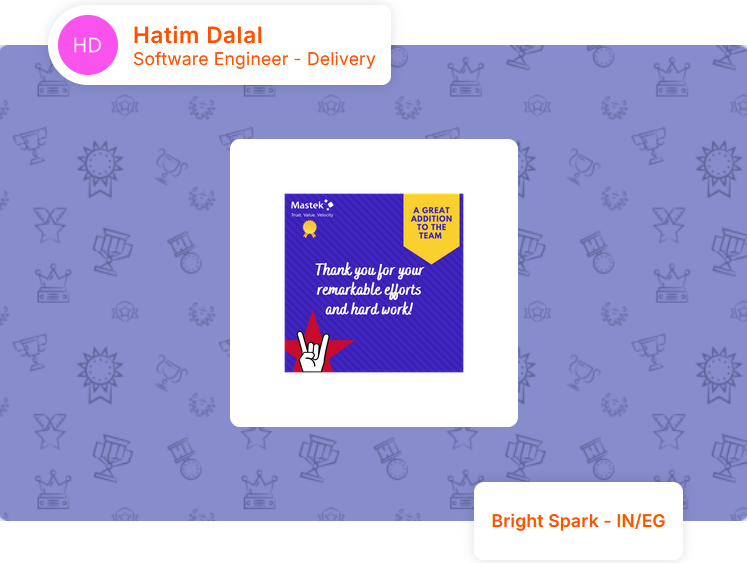 HD
Hatim Dalal
Software Engineer - Delivery
Mastek
Trust. Value. Velocity
A GREAT
ADDITION
TO THE
TEAM
Thank you for your
remarkable efforts
and hard work!
Bright Spark - IN/EG